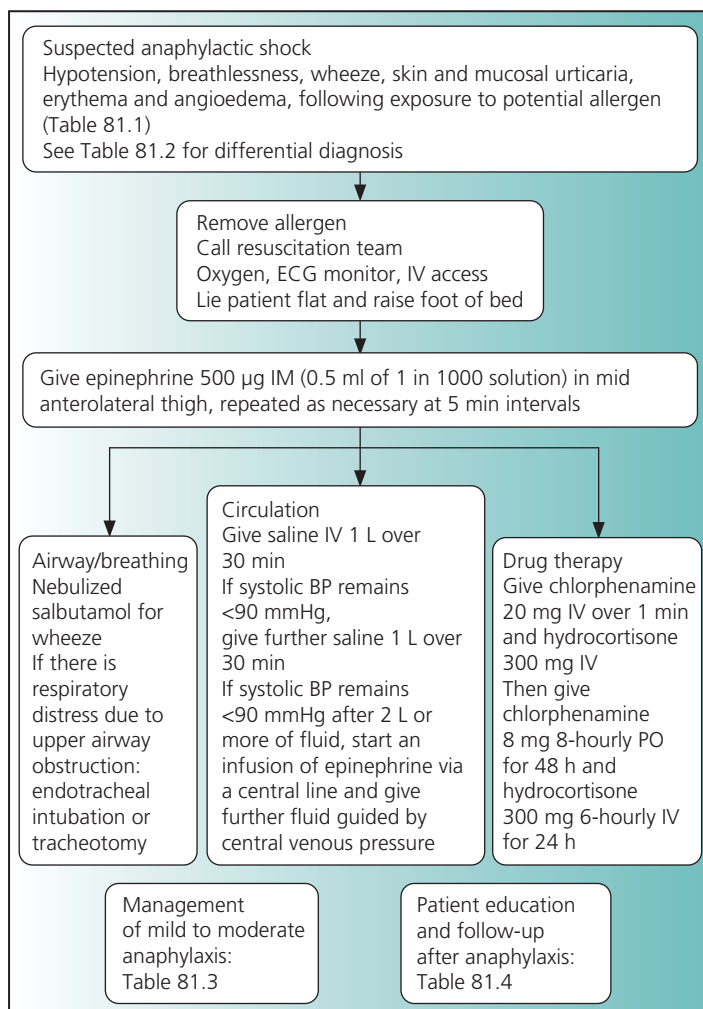 Suspected anaphylactic shock
Hypotension, breathlessness, wheeze, skin and mucosal urticaria,
erythema and angioedema, following exposure to potential allergen
(Table 81.1)
See Table 81.2 for differential diagnosis
Remove allergen
Call resuscitation team
Oxygen, ECG monitor, IV access
Lie patient flat and raise foot of bed
Give epinephrine 500 µg IM (0.5 ml of 1 in 1000 solution) in mid
anterolateral thigh, repeated as necessary at 5 min intervals
Airway/breathing
Nebulized
salbutamol for
wheeze
If there is
respiratory
distress due to
upper airway
obstruction:
endotracheal
intubation or
tracheotomy
Circulation
Give saline IV 1 L over
30 min
If systolic BP remains
<90 mmHg,
give further saline 1 L over
30 min
If systolic BP remains
<90 mmHg after 2 L or
more of fluid, start an
infusion of epinephrine via
a central line and give
further fluid guided by
central venous pressure
Drug therapy
Give chlorphenamine
20 mg IV over 1 min
and hydrocortisone
300 mg IV
Then give
chlorphenamine
8 mg 8-hourly PO
for 48 h and
hydrocortisone
300 mg 6-hourly IV
for 24 h
Management
of mild to moderate
anaphylaxis:
Table 81.3
Patient education
and follow-up
after anaphylaxis:
Table 81.4